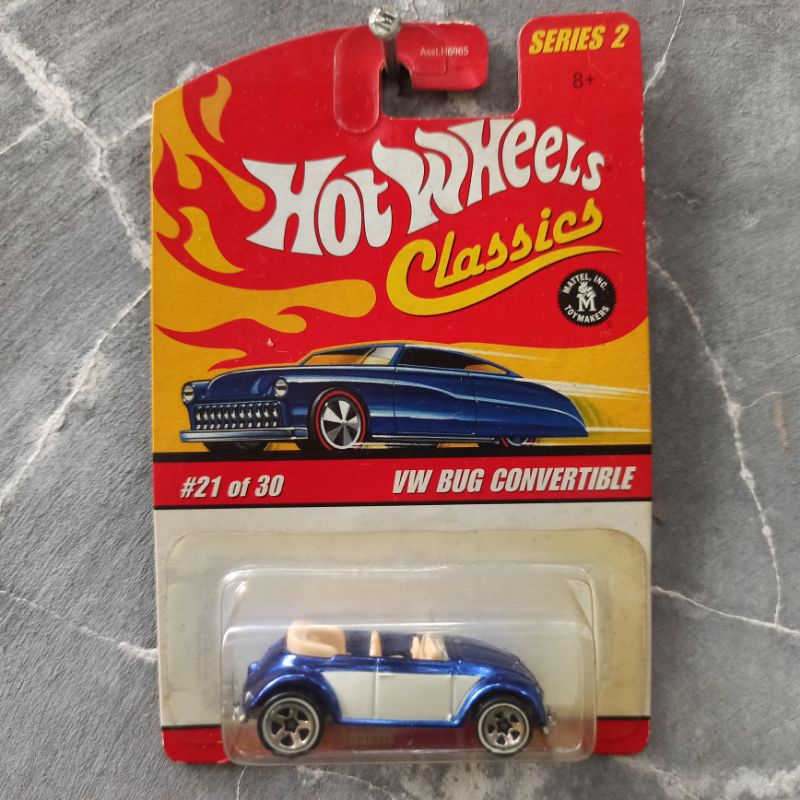 Asst.H6965
SERIES 2
8+
HOT WHEELS
Classics
MATTEL, INC.
M
TOYMAKERS
#21 of 30
VW BUG CONVERTIBLE